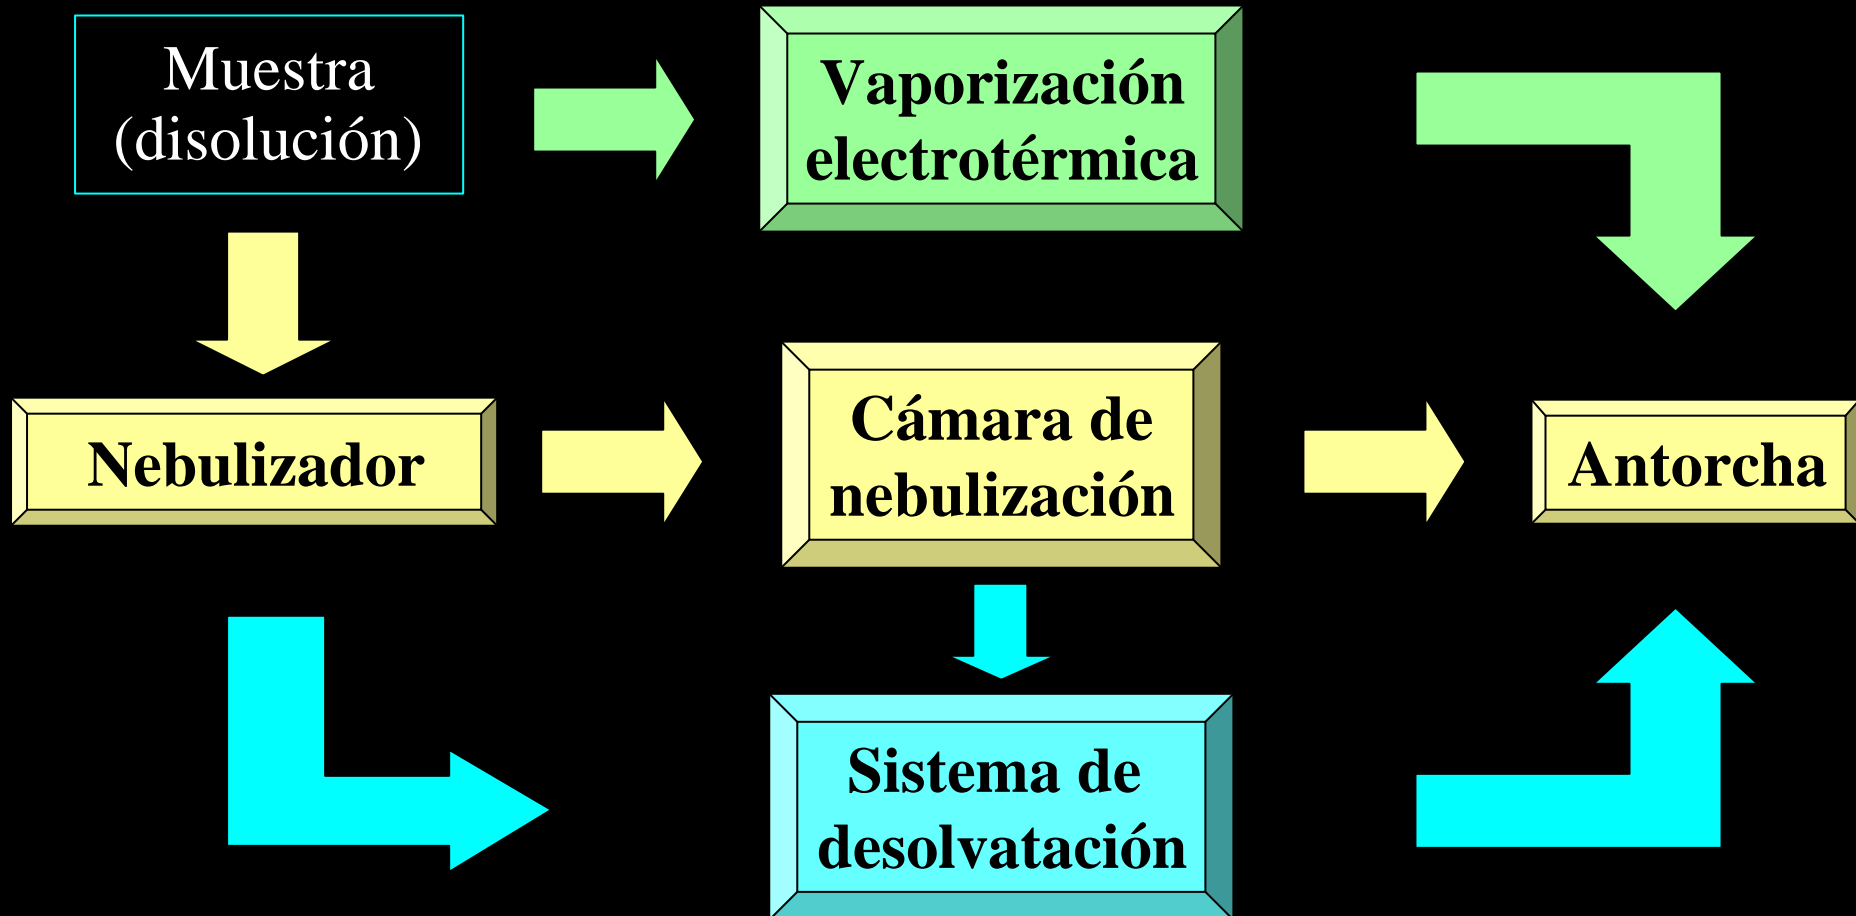 Muestra
(disolución)
Vaporización
electrotérmica
Nebulizador
Cámara de
nebulización
Antorcha
Sistema de
desolvatación